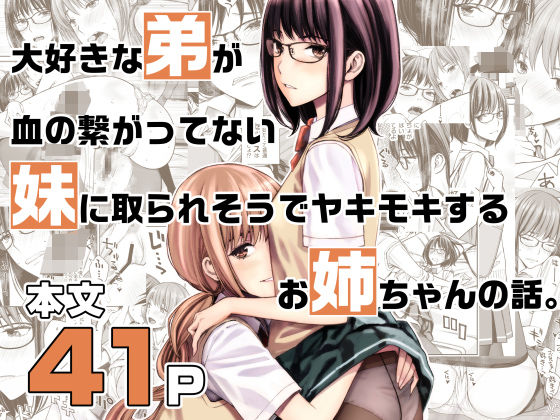 大好きな弟が
血の繋がってない
妹に取られそうでヤキモキする
お姉ちゃんの話。
本文
41P